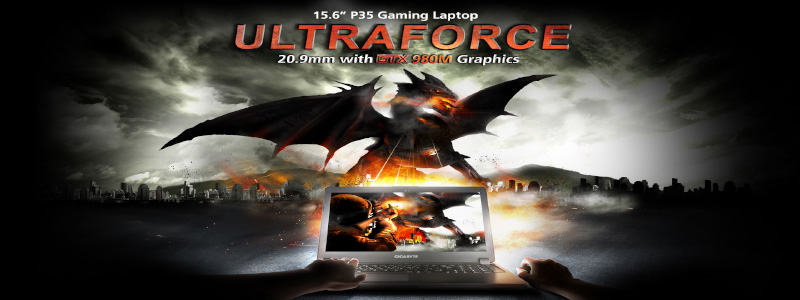 15.6” P35 Gaming Laptop
ULTRAFORCE
20.9mm with GTX 980M Graphics
GIGABYTE